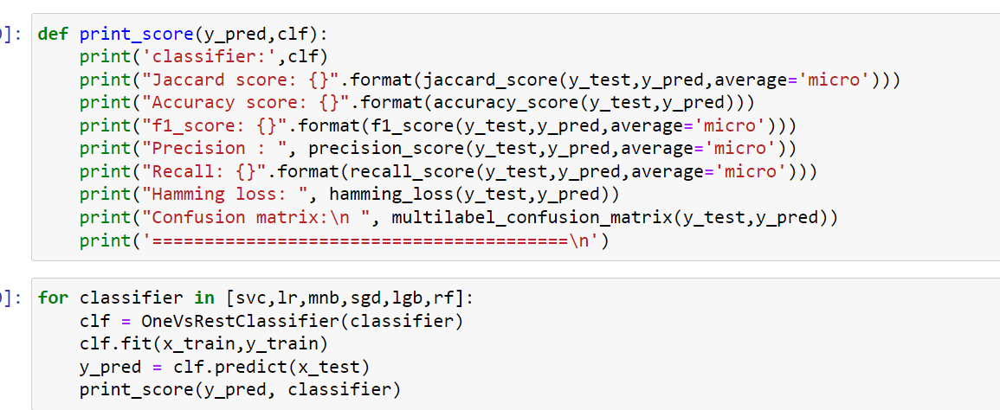 ]: def print_score(y_pred,clf):
    print('classifier:',clf)
    print("Jaccard score: {}".format(jaccard_score(y_test,y_pred,average='micro')))
    print("Accuracy score: {}".format(accuracy_score(y_test,y_pred)))
    print("f1_score: {}".format(f1_score(y_test,y_pred,average='micro')))
    print("Precision : ", precision_score(y_test,y_pred,average='micro'))
    print("Recall: {}".format(recall_score(y_test,y_pred,average='micro')))
    print("Hamming loss: ", hamming_loss(y_test,y_pred))
    print("Confusion matrix:\n ", multilabel_confusion_matrix(y_test,y_pred))
    print('========================================\n')
]: for classifier in [svc,lr,mnb,sgd,lgb,rf]:
    clf = OneVsRestClassifier(classifier)
    clf.fit(x_train,y_train)
    y_pred = clf.predict(x_test)
    print_score(y_pred, classifier)